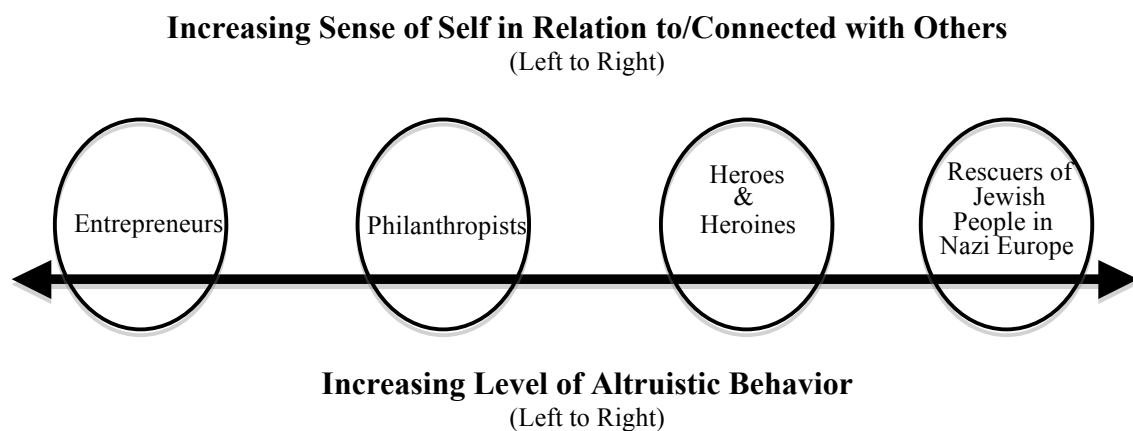 Increasing Sense of Self in Relation to/Connected with Others
(Left to Right)
Entrepreneurs
Philanthropists
Heroes
&
Heroines
Rescuers of
Jewish
People in
Nazi Europe
Increasing Level of Altruistic Behavior
(Left to Right)